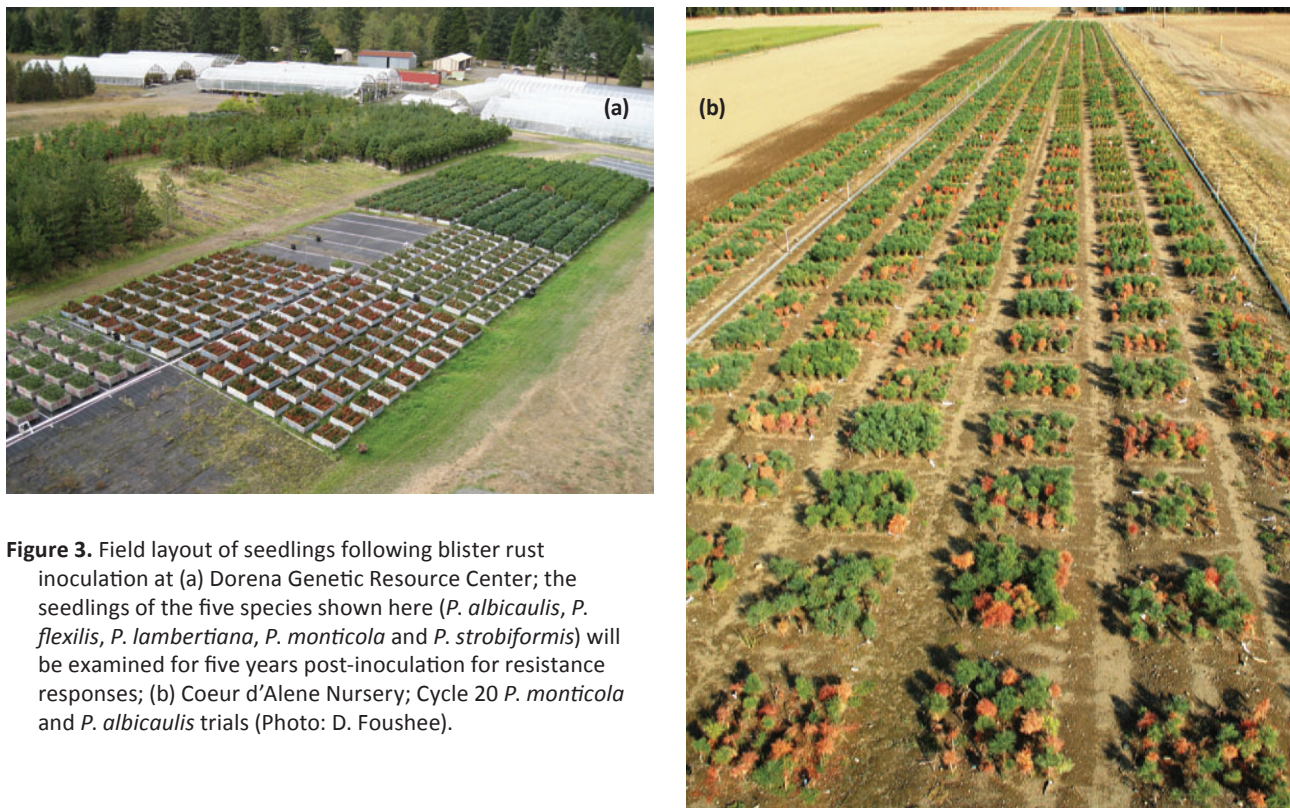 (a)
(b)
Figure 3. Field layout of seedlings following blister rust
inoculation at (a) Dorena Genetic Resource Center; the
seedlings of the five species shown here (P. albicaulis, P.
flexilis, P. lambertiana, P. monticola and P. strobiformis) will
be examined for five years post-inoculation for resistance
responses; (b) Coeur d’Alene Nursery; Cycle 20 P. monticola
and P. albicaulis trials (Photo: D. Foushee).